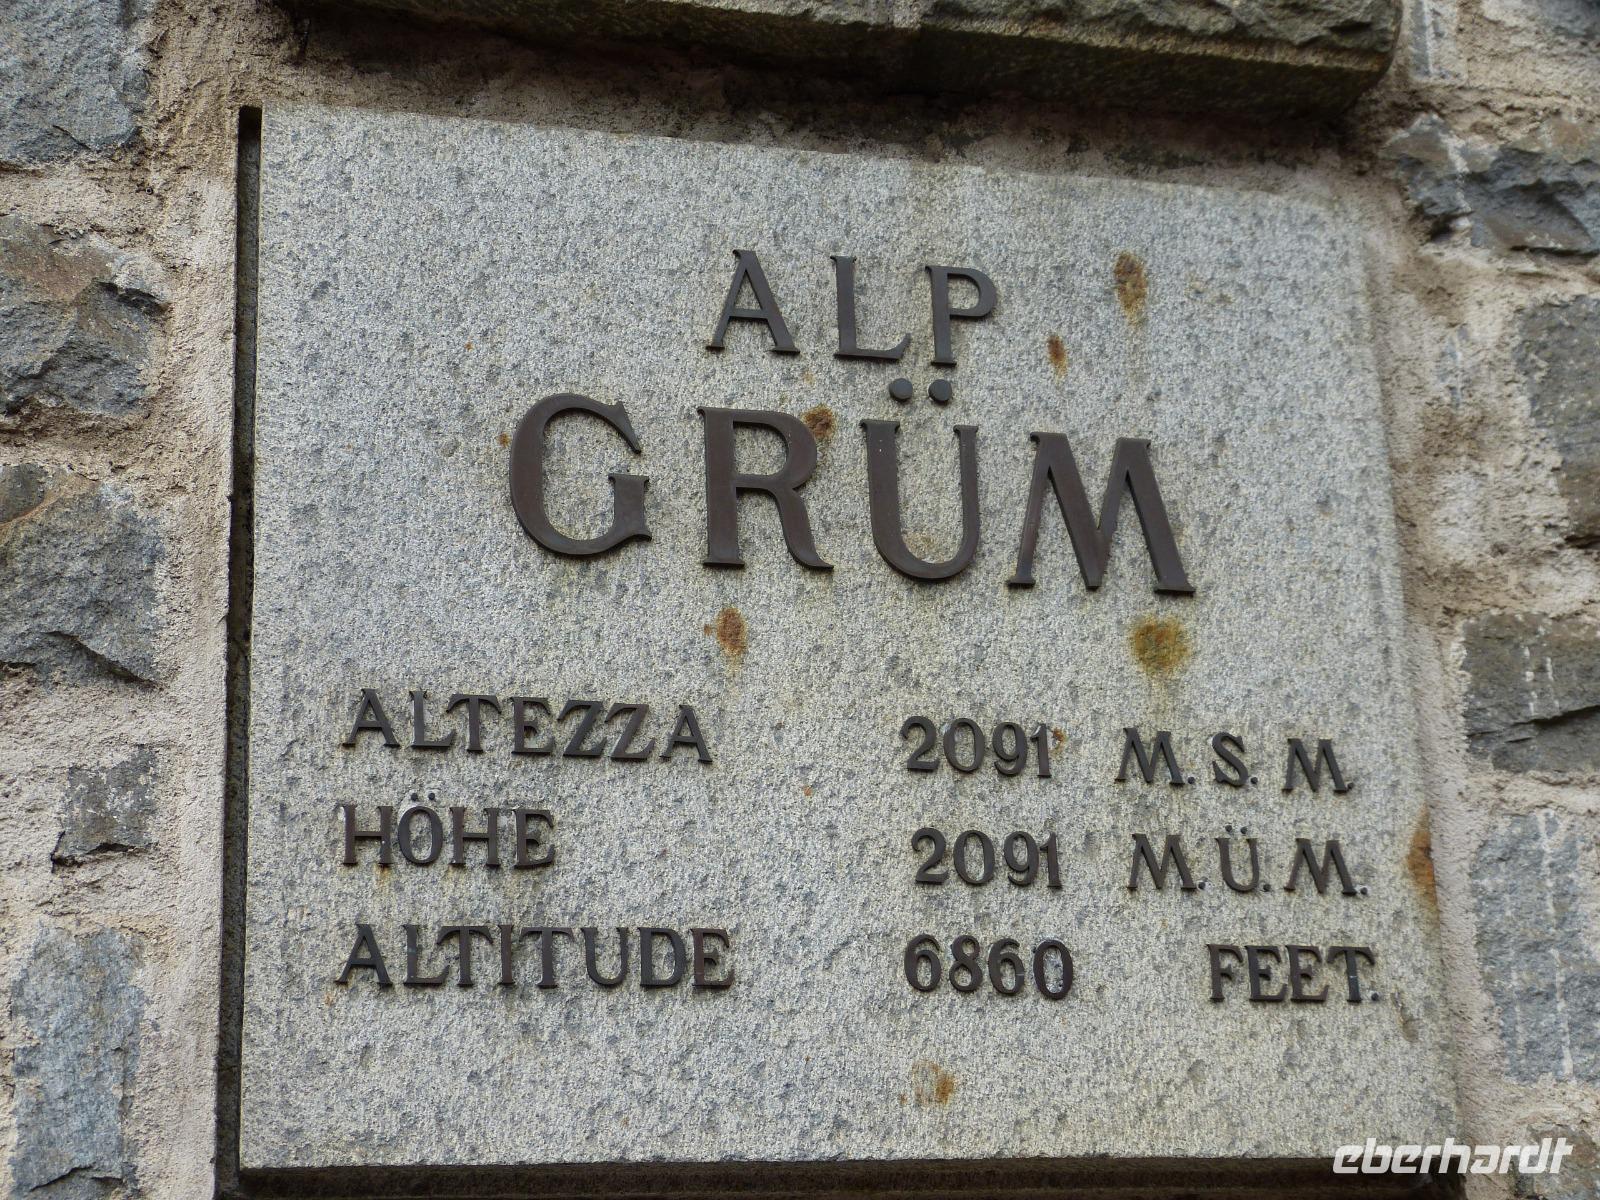 ALP
GRÜM
ALTEZZA 2091 M.S.M.
HÖHE 2091 M.Ü.M.
ALTITUDE 6860 FEET.
eberhardt